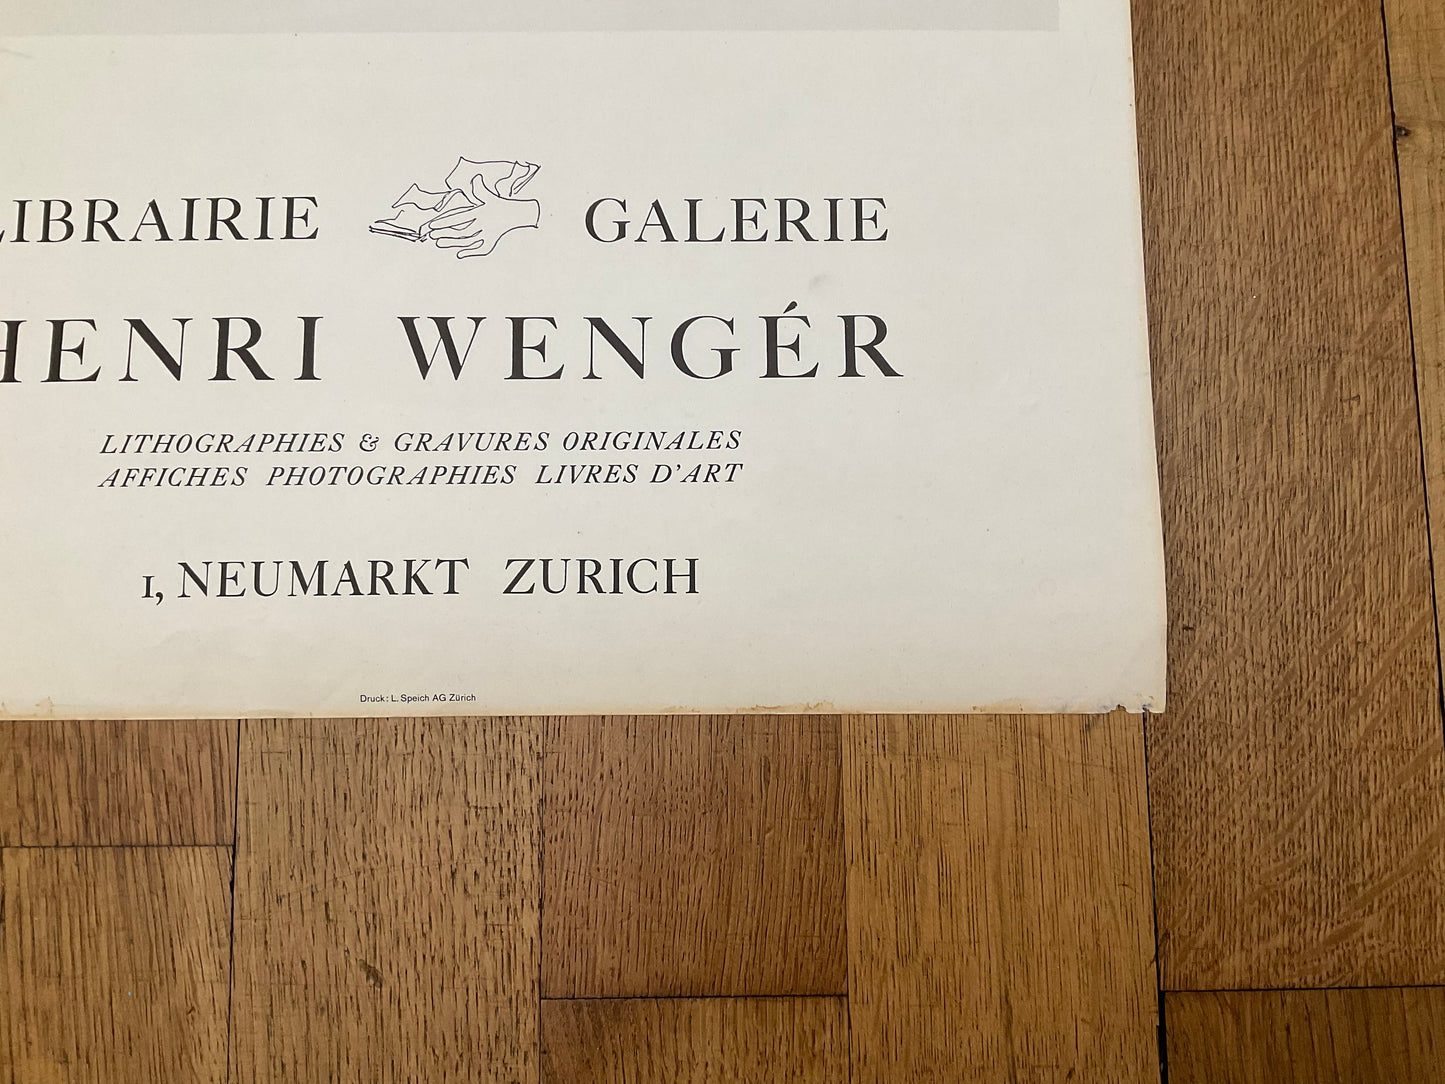 LIBRAIRIE GALERIE
HENRI WENGÉR
LITHOGRAPHIES & GRAVURES ORIGINALES
AFFICHES PHOTOGRAPHIES LIVRES D'ART
1, NEUMARKT ZURICH
Druck: L. Speich AG Zürich